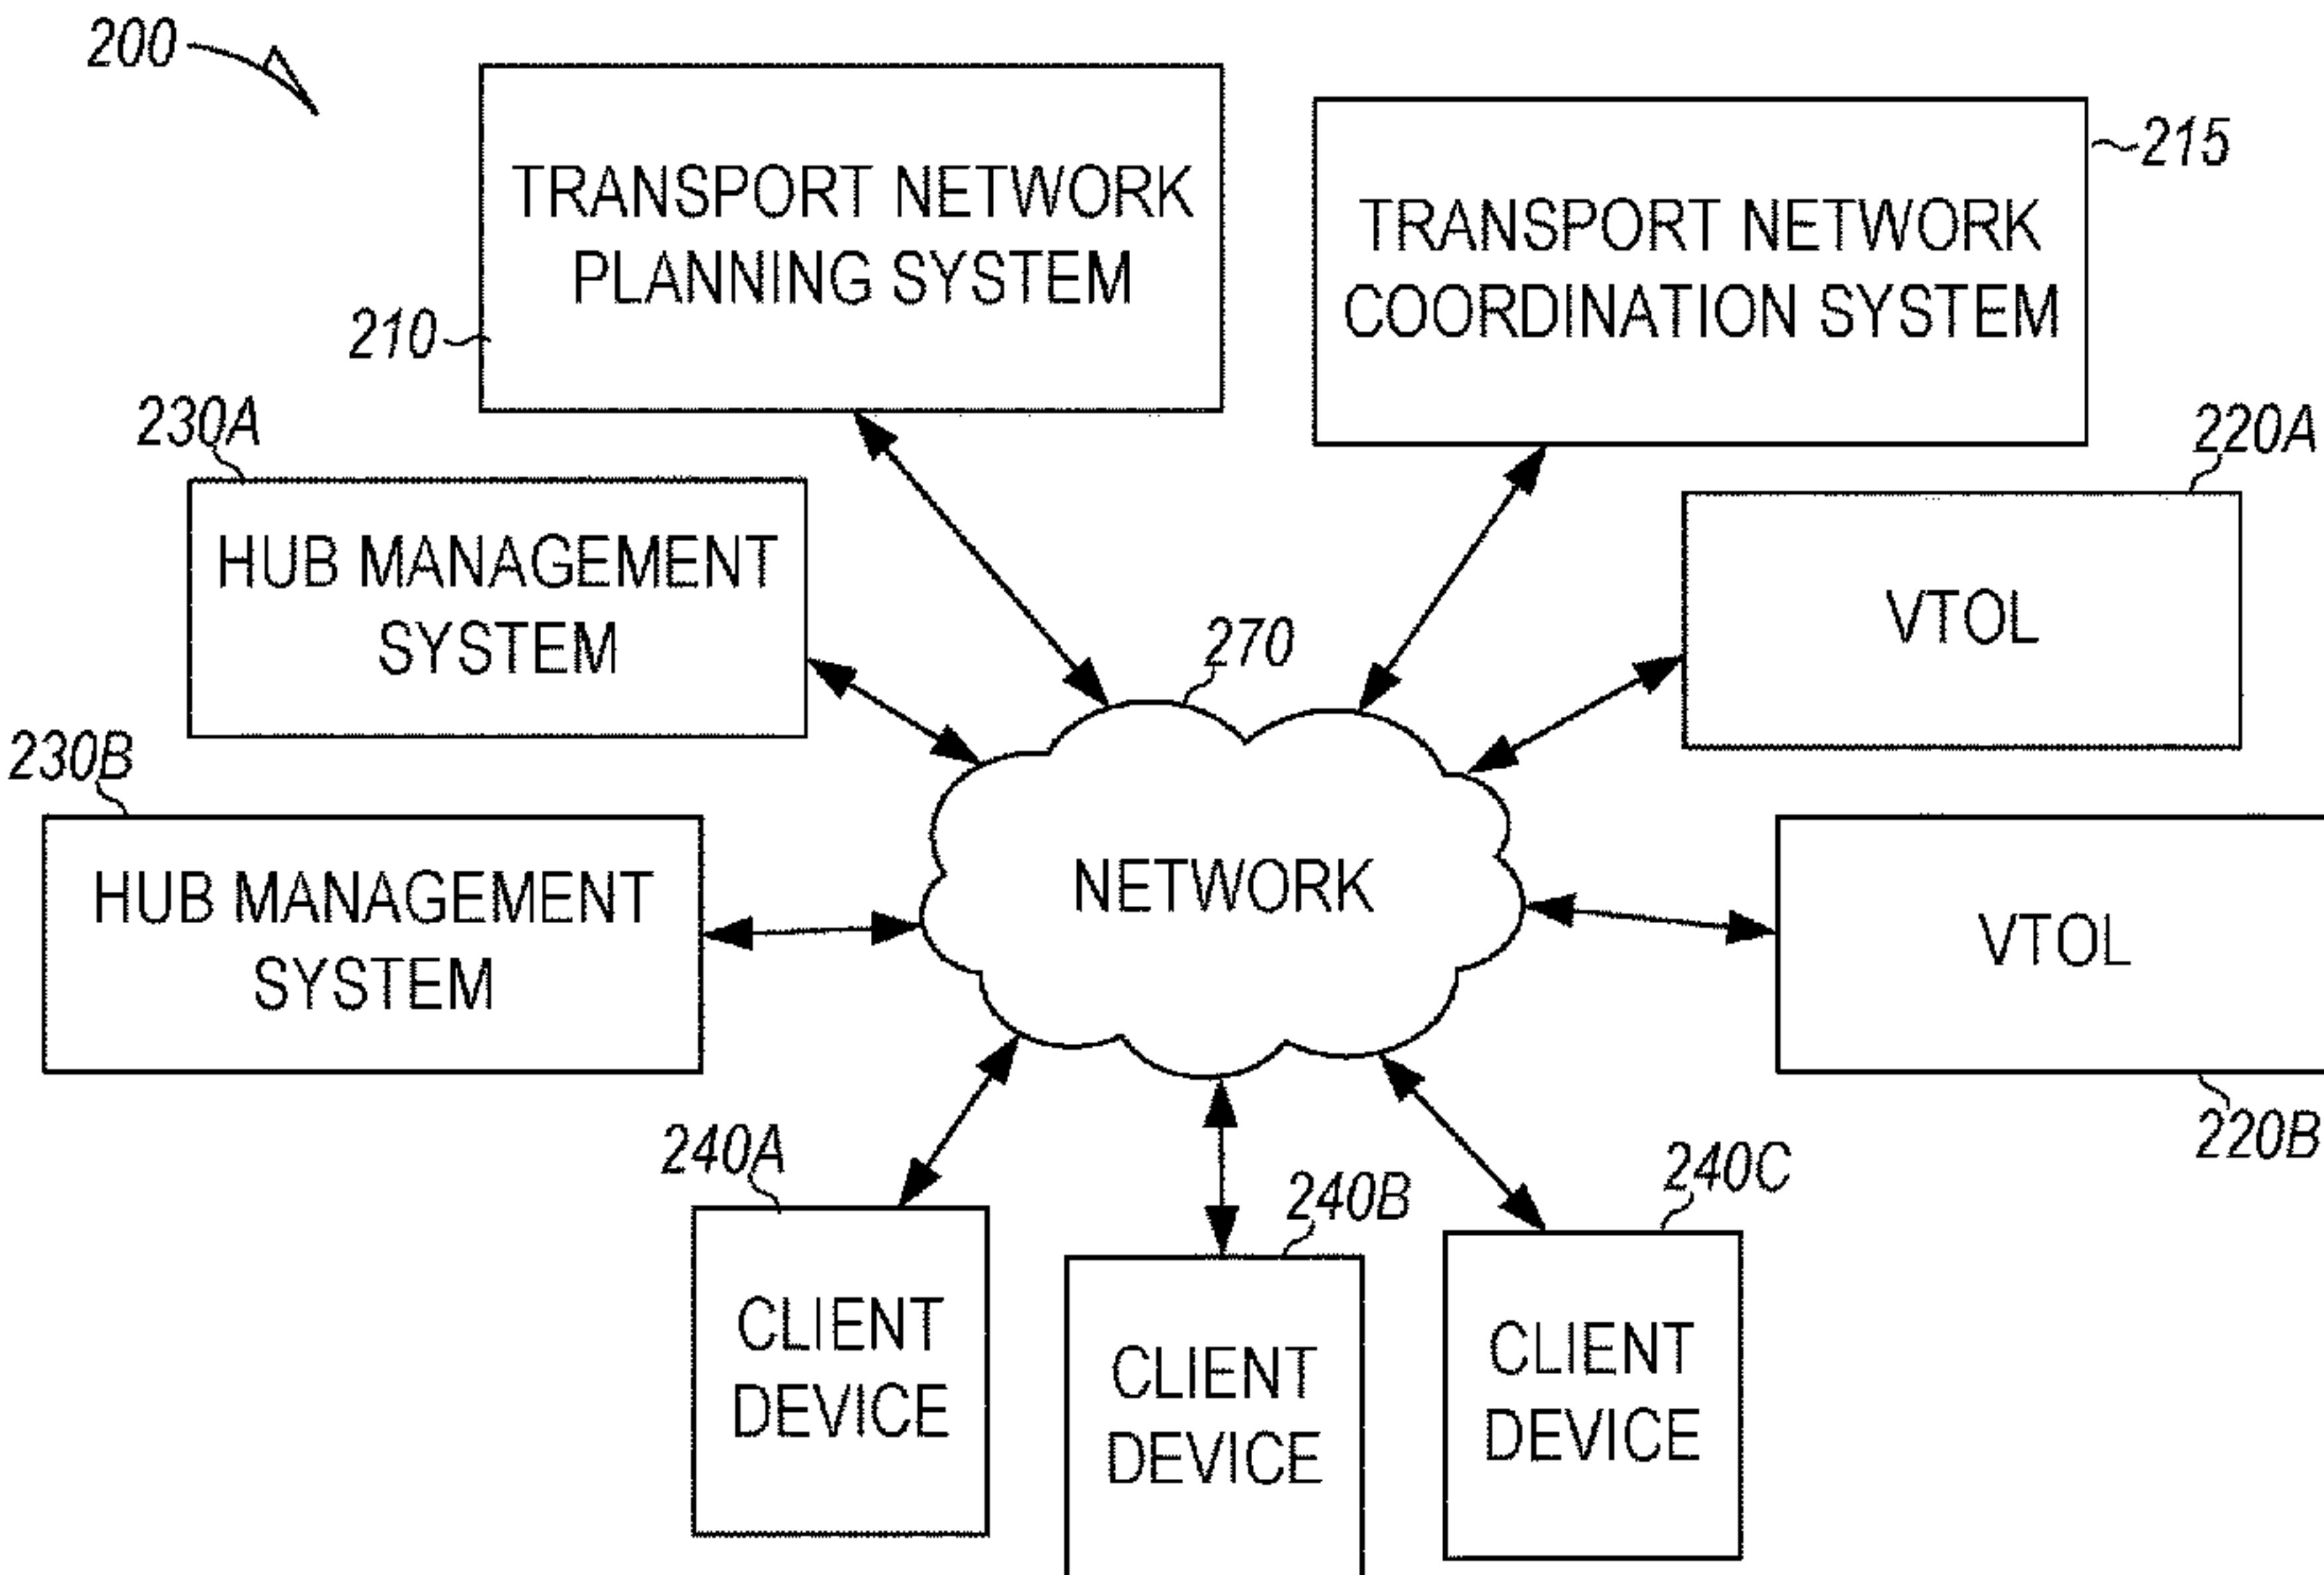 200
TRANSPORT NETWORK
PLANNING SYSTEM
210
TRANSPORT NETWORK
COORDINATION SYSTEM
215
230A
HUB MANAGEMENT
SYSTEM
220A
VTOL
270
230B
HUB MANAGEMENT
SYSTEM
NETWORK
VTOL
220B
240A
CLIENT
DEVICE
240B
CLIENT
DEVICE
240C
CLIENT
DEVICE